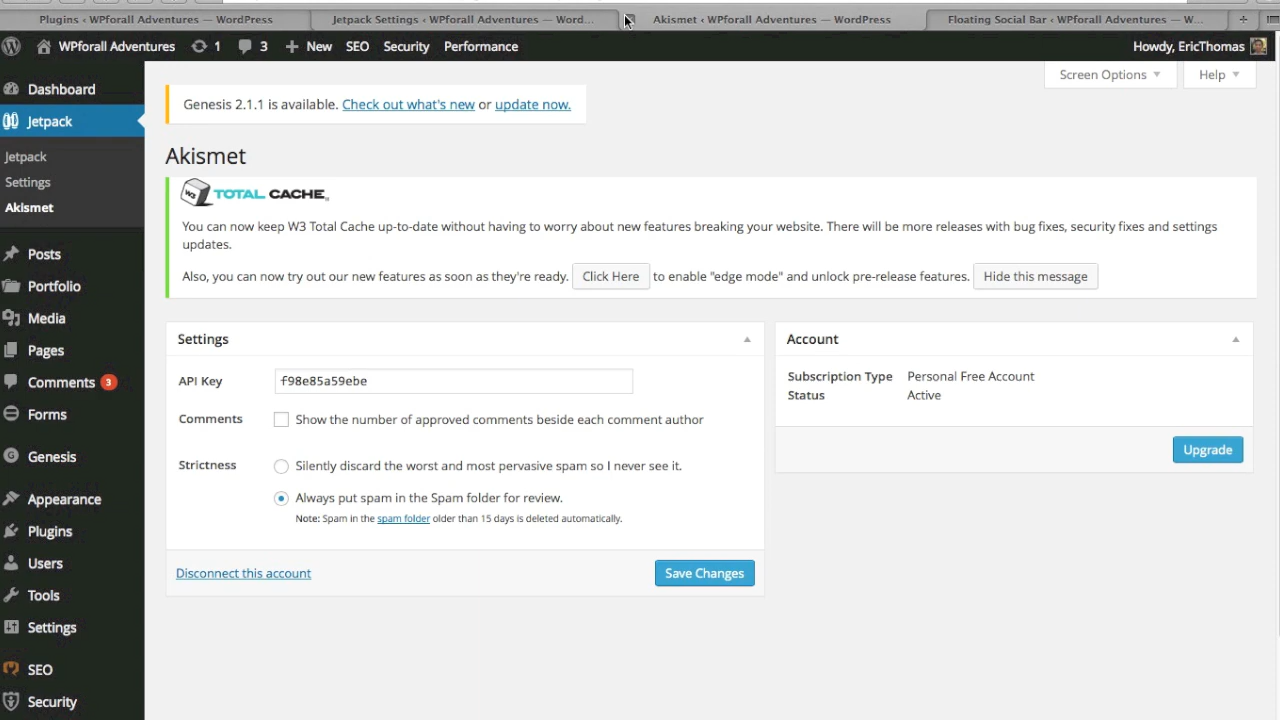 Plugins ‹ WPforall Adventures — WordPress
Jetpack Settings ‹ WPforall Adventures — Word...
Akismet ‹ WPforall Adventures — WordPress
Floating Social Bar ‹ WPforall Adventures — W...
WPforall Adventures
1
3
New
SEO
Security
Performance
Howdy, EricThomas
Dashboard
Jetpack
Jetpack
Settings
Akismet
Posts
Portfolio
Media
Pages
Comments 3
Forms
Genesis
Appearance
Plugins
Users
Tools
Settings
SEO
Security
Screen Options
Help
Genesis 2.1.1 is available. Check out what's new or update now.
Akismet
W3 TOTAL CACHE
You can now keep W3 Total Cache up-to-date without having to worry about new features breaking your website. There will be more releases with bug fixes, security fixes and settings
updates.
Also, you can now try out our new features as soon as they're ready. Click Here to enable "edge mode" and unlock pre-release features. Hide this message
Settings
API Key f98e85a59ebe
Comments Show the number of approved comments beside each comment author
Strictness Silently discard the worst and most pervasive spam so I never see it.
Always put spam in the Spam folder for review.
Note: Spam in the spam folder older than 15 days is deleted automatically.
Disconnect this account
Save Changes
Account
Subscription Type Personal Free Account
Status Active
Upgrade